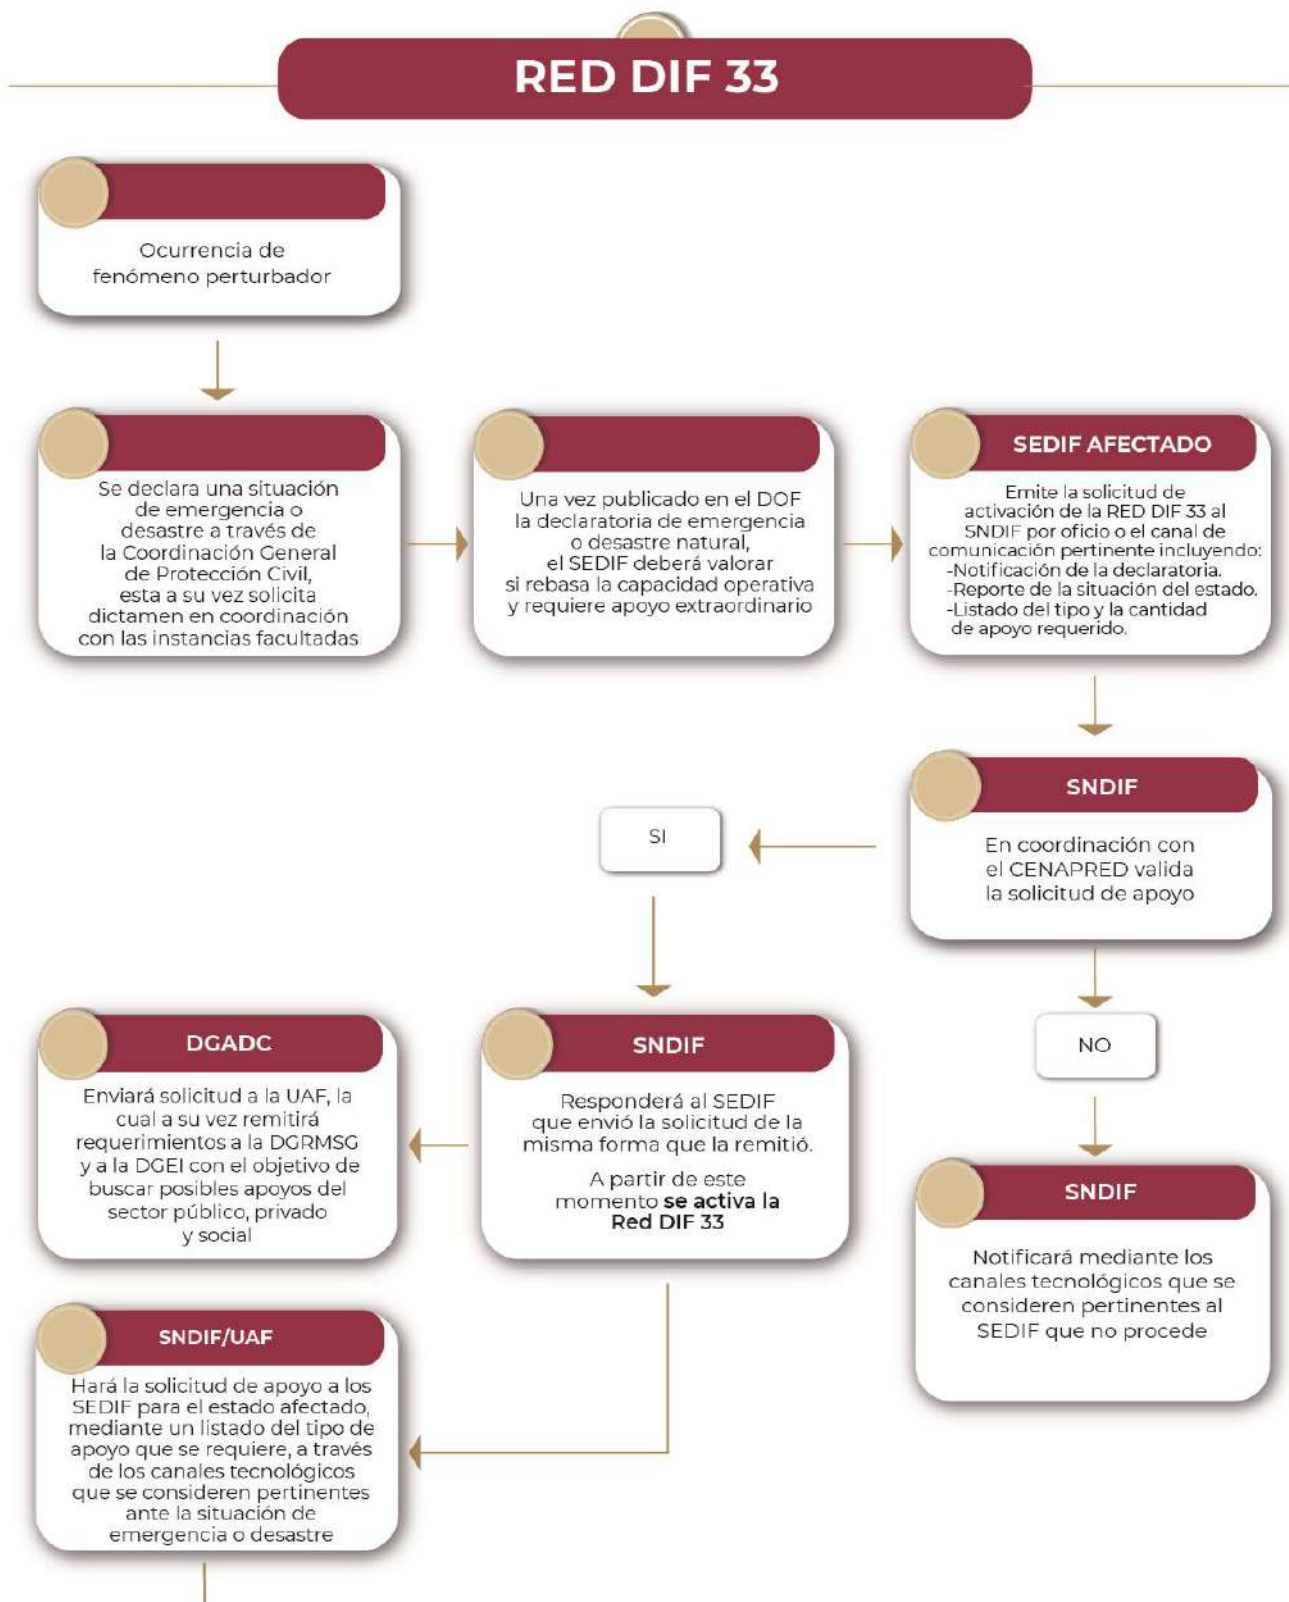 RED DIF 33
Ocurrencia de
fenómeno perturbador
Se declara una situación
de emergencia o
desastre a través de
la Coordinación General
de Protección Civil,
esta a su vez solicita
dictamen en coordinación
con las instancias facultadas
Una vez publicado en el DOF
la declaratoria de emergencia
o desastre natural,
el SEDIF deberá valorar
si rebasa la capacidad operativa
y requiere apoyo extraordinario
SEDIF AFECTADO
Emite la solicitud de
activación de la RED DIF 33 al
SNDIF por oficio o el canal de
comunicación pertinente incluyendo:
-Notificación de la declaratoria.
-Reporte de la situación del estado.
-Listado del tipo y la cantidad
de apoyo requerido.
SNDIF
En coordinación con
el CENAPRED valida
la solicitud de apoyo
SI
NO
SNDIF
Responderá al SEDIF
que envió la solicitud de la
misma forma que la remitió.
A partir de este
momento se activa la
Red DIF 33
DGADC
Enviará solicitud a la UAF, la
cual a su vez remitirá
requerimientos a la DGRMSG
y a la DGEI con el objetivo de
buscar posibles apoyos del
sector público, privado
y social
SNDIF
Notificará mediante los
canales tecnológicos que se
consideren pertinentes al
SEDIF que no procede
SNDIF/UAF
Hará la solicitud de apoyo a los
SEDIF para el estado afectado,
mediante un listado del tipo de
apoyo que se requiere, a través
de los canales tecnológicos
que se consideren pertinentes
ante la situación de
emergencia o desastre